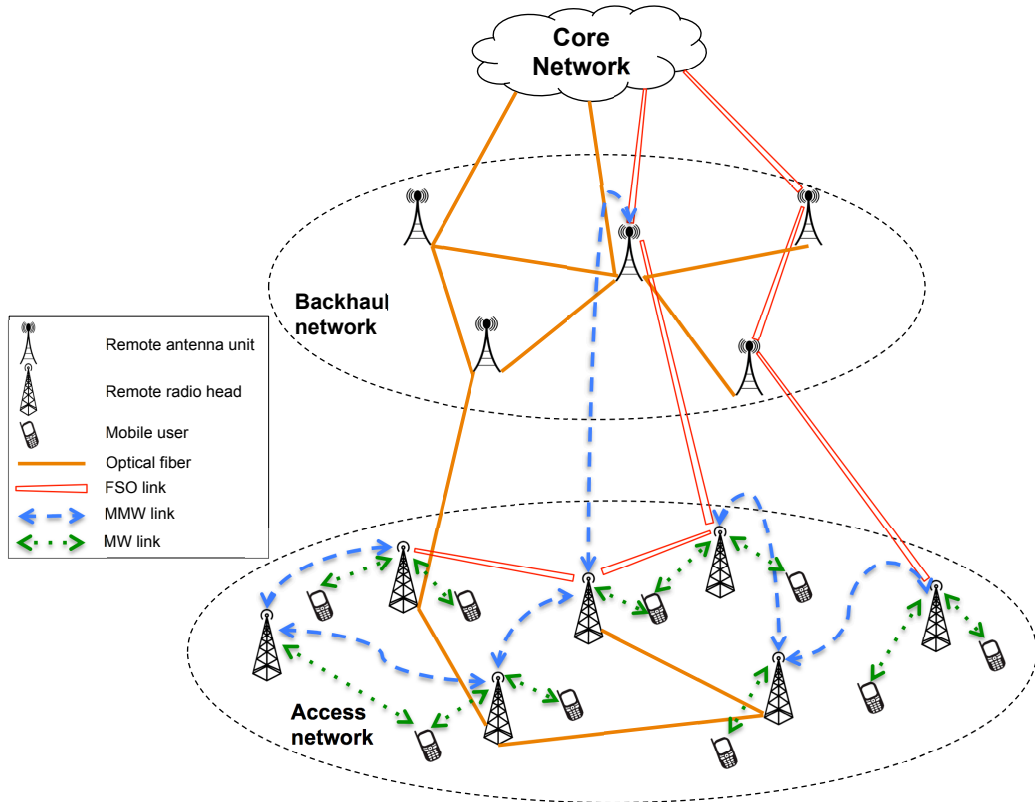 Core
Network
Backhaul
network
Remote antenna unit
Remote radio head
Mobile user
Optical fiber
FSO link
MMW link
MW link
Access
network